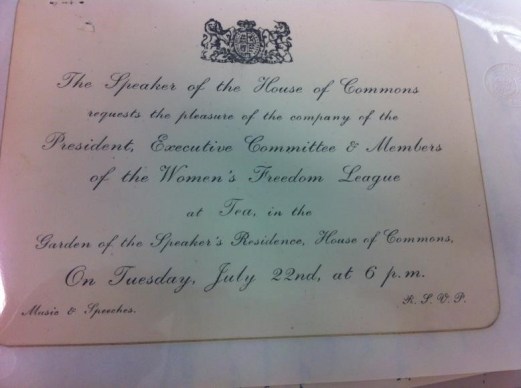 The Speaker of the House of Commons
requests the pleasure of the company of the
President, Executive Committee & Members
of the Women's Freedom League
at Tea, in the
Garden of the Speaker's Residence, House of Commons,
On Tuesday, July 22nd, at 6 p.m.
Music & Speeches. R.S.V.P.